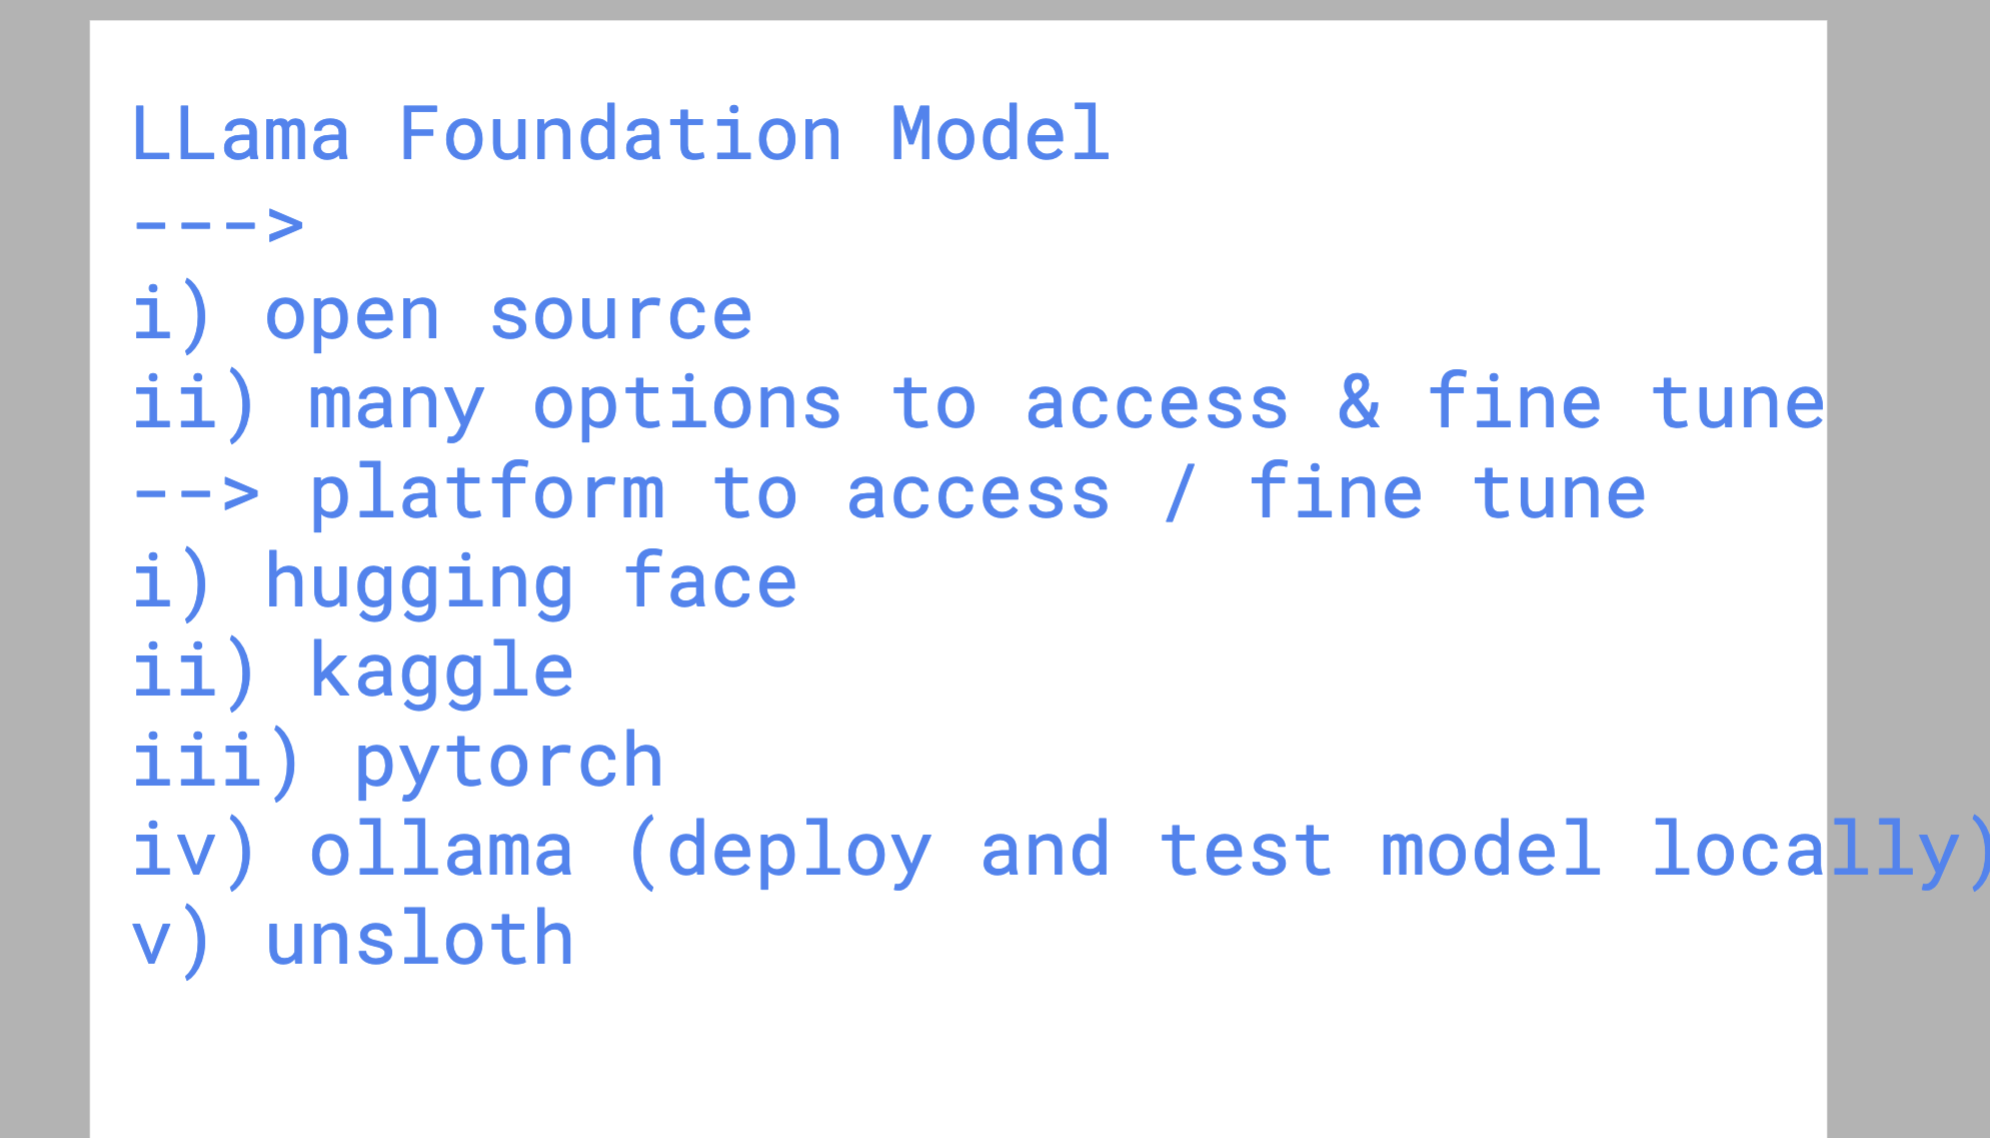 LLama Foundation Model
--->
i) open source
ii) many options to access & fine tune
--> platform to access / fine tune
i) hugging face
ii) kaggle
iii) pytorch
iv) ollama (deploy and test model locally)
v) unsloth